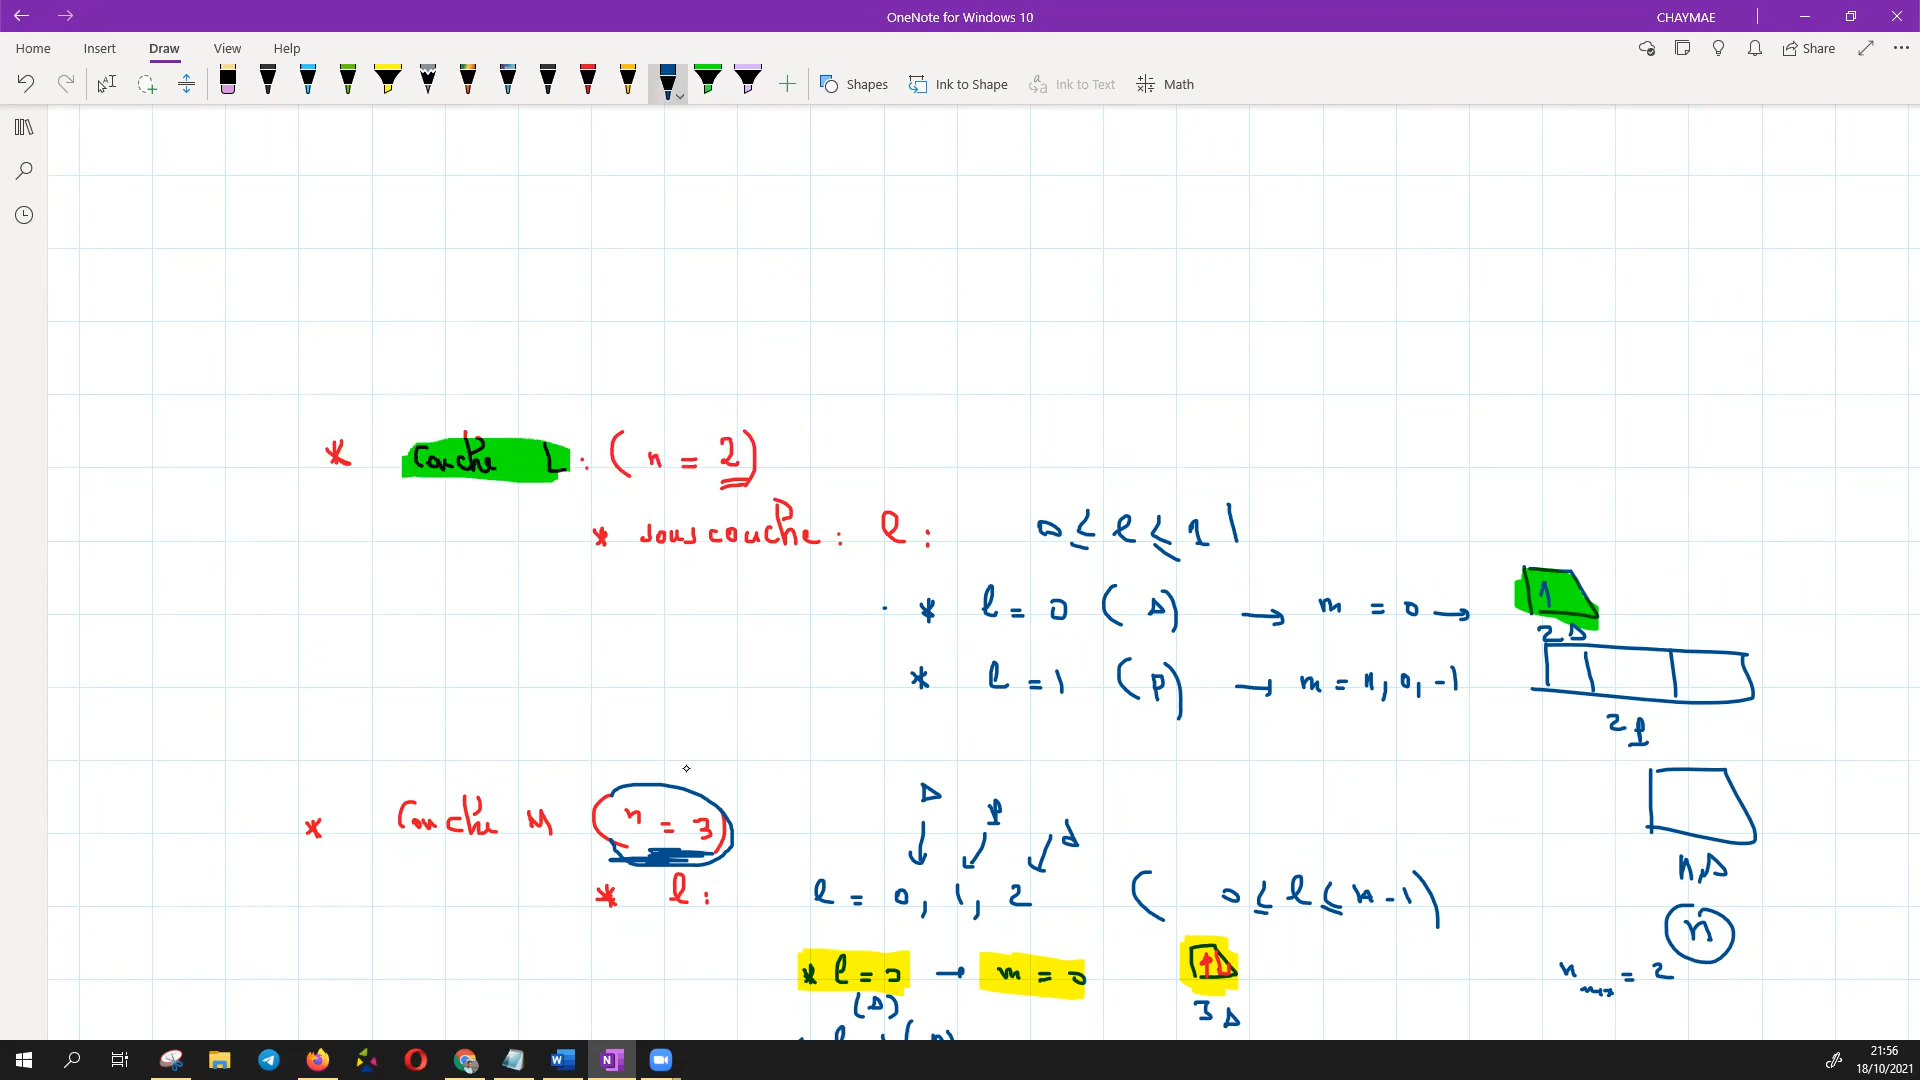 OneNote for Windows 10
CHAYMAE
Home Insert Draw View Help
Share
Shapes Ink to Shape Ink to Text Math
* Couche L : (n = 2)
* sous couche : l : 0 ≤ l ≤ 1
1
* l = 0 (s) → m = 0 →
2s
* l = 1 (p) → m = 1, 0, -1
2p
s p d
* Couche M (n = 3)
n,s
* l : l = 0, 1, 2 (0 ≤ l ≤ n-1)
n
* l = 0 → m = 0
n max = 2
(s)
3s
21:56
18/10/2021